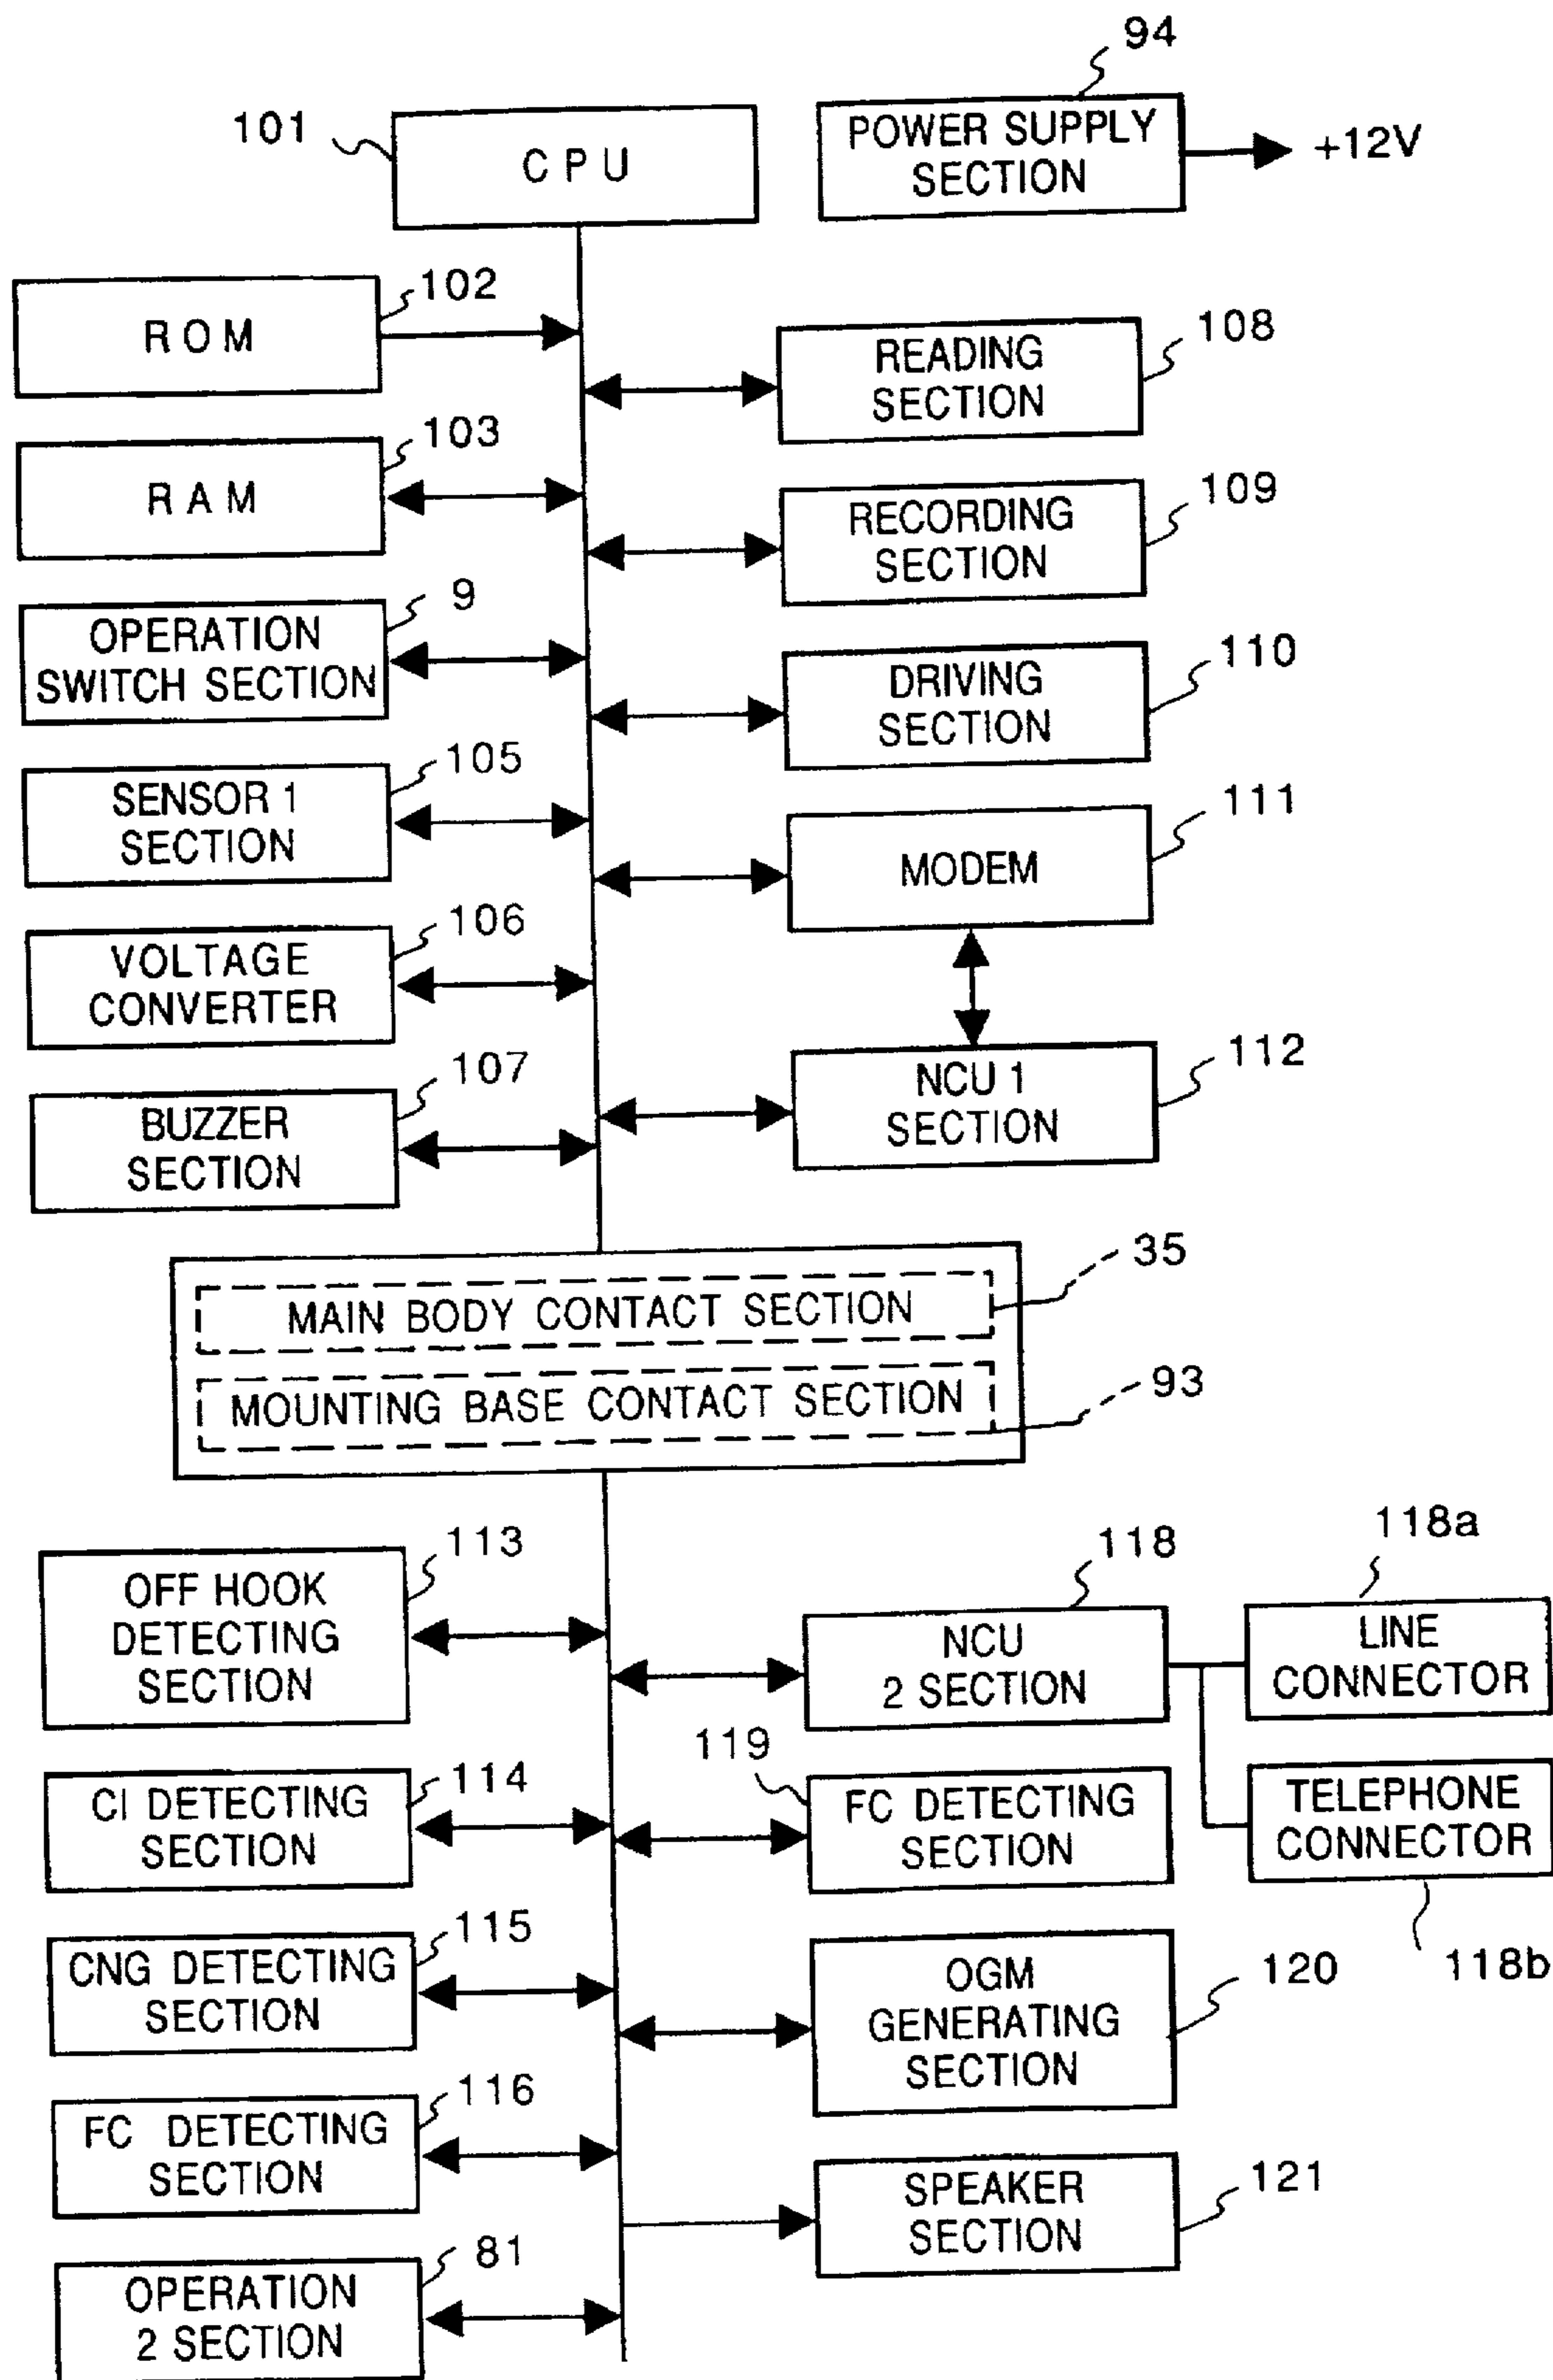 94
101
CPU
POWER SUPPLY
SECTION
+12V
102
ROM
108
READING
SECTION
103
RAM
109
RECORDING
SECTION
9
OPERATION
SWITCH SECTION
110
DRIVING
SECTION
105
SENSOR 1
SECTION
111
MODEM
106
VOLTAGE
CONVERTER
107
BUZZER
SECTION
112
NCU 1
SECTION
35
MAIN BODY CONTACT SECTION
93
MOUNTING BASE CONTACT SECTION
113
OFF HOOK
DETECTING
SECTION
118
NCU
2 SECTION
118a
LINE
CONNECTOR
114
CI DETECTING
SECTION
119
FC DETECTING
SECTION
TELEPHONE
CONNECTOR
118b
115
CNG DETECTING
SECTION
120
OGM
GENERATING
SECTION
116
FC DETECTING
SECTION
121
SPEAKER
SECTION
81
OPERATION
2 SECTION